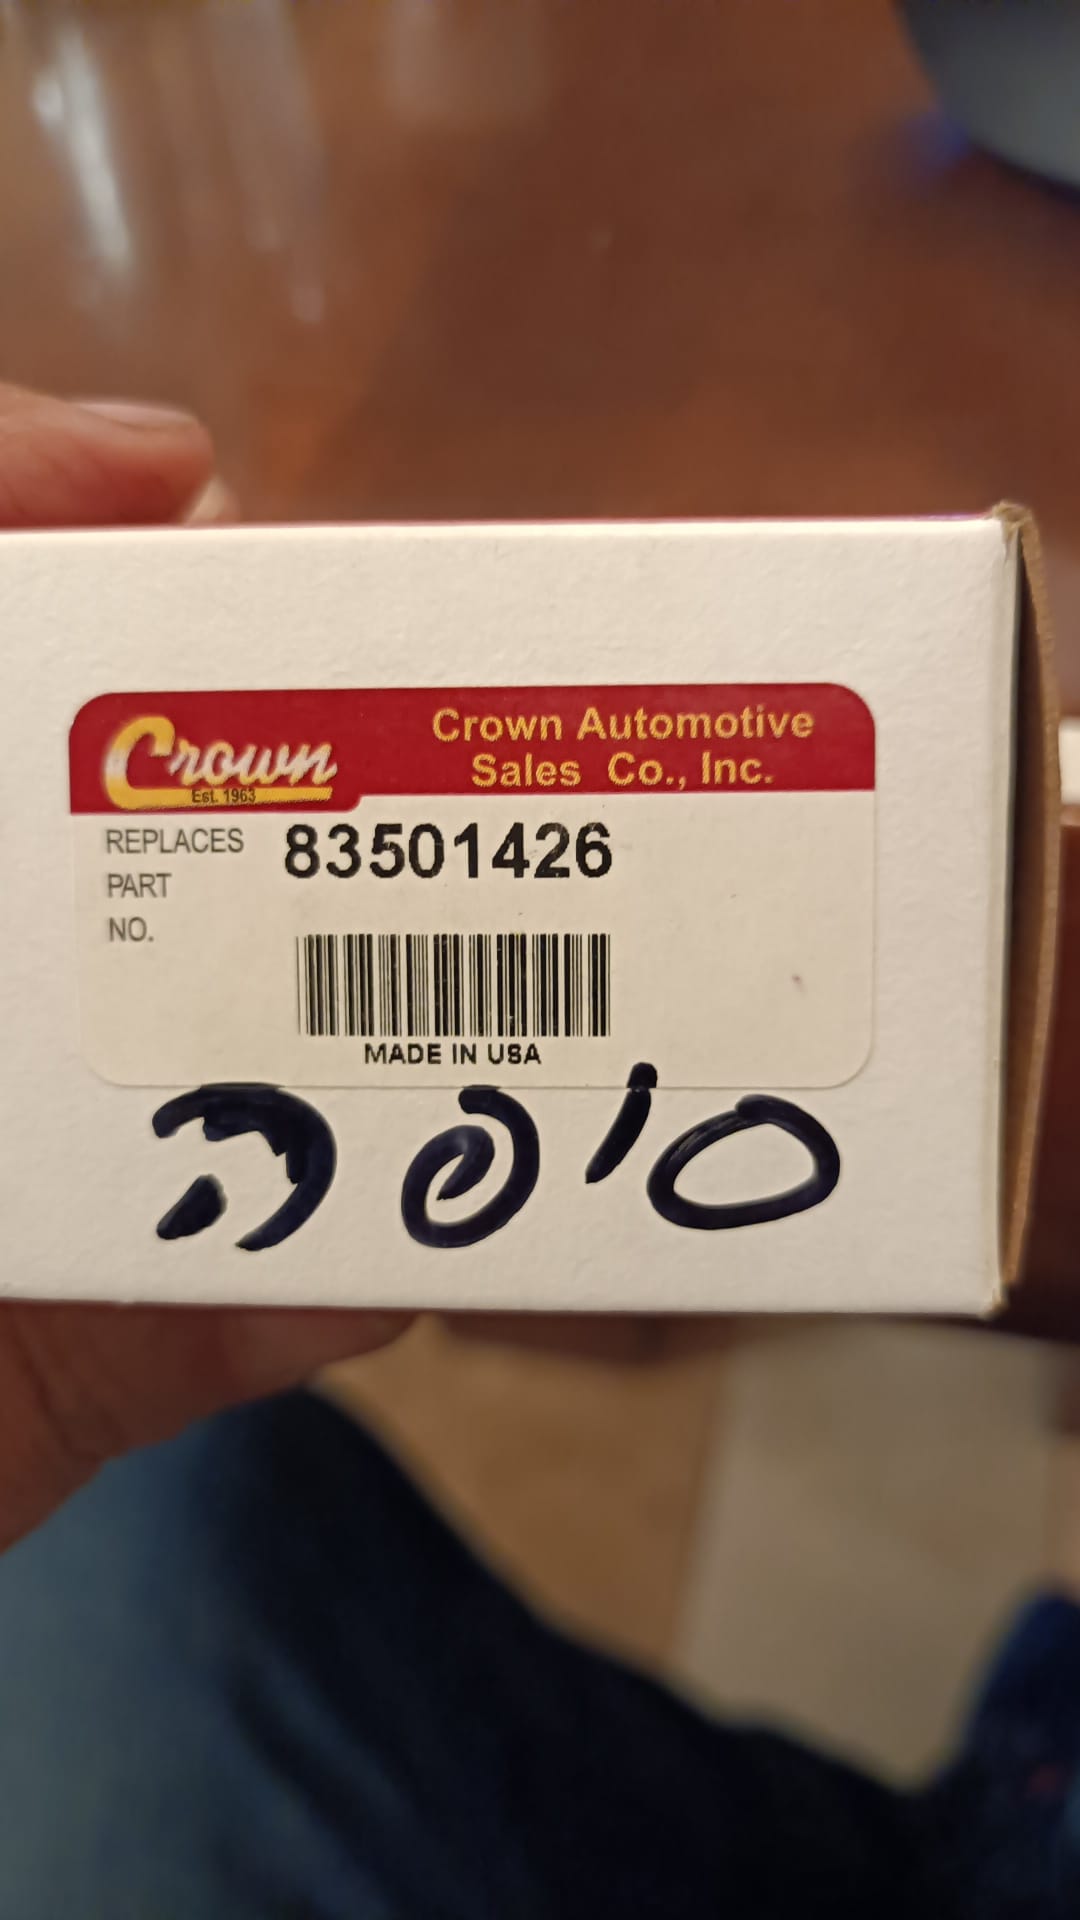 Crown
Est. 1963
Crown Automotive
Sales Co., Inc.
REPLACES
PART
NO.
83501426
MADE IN USA
סופה